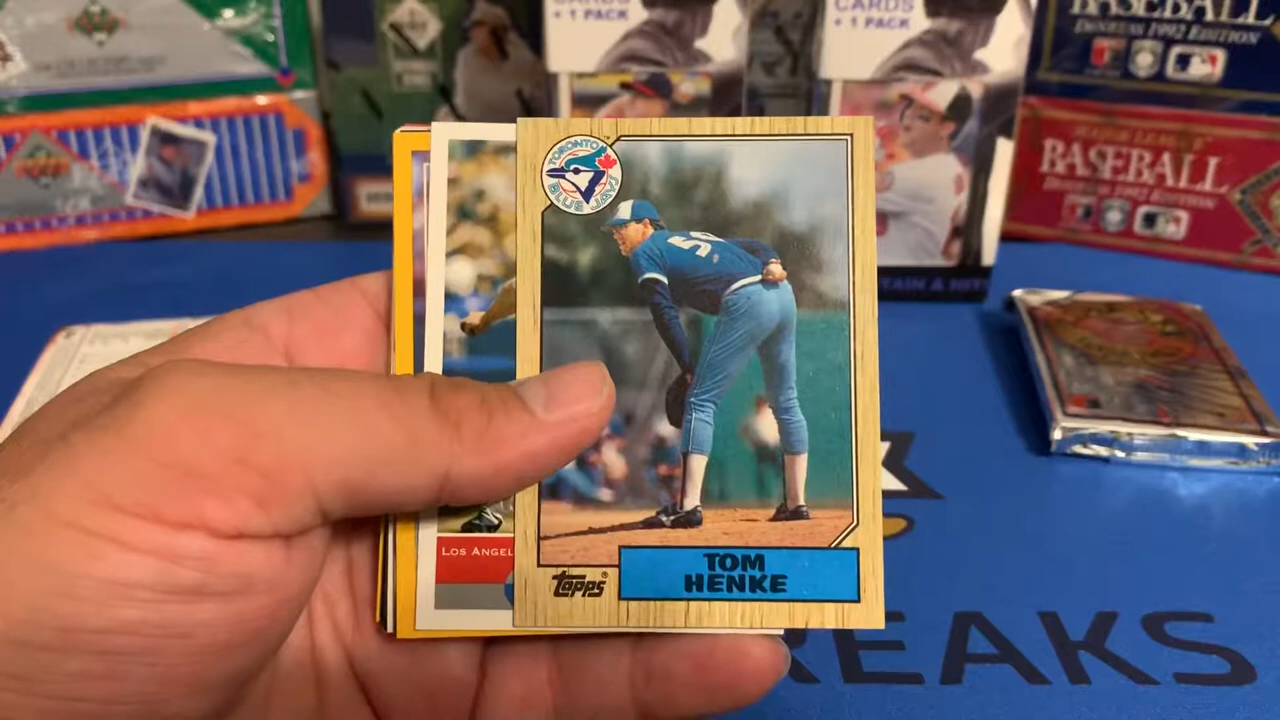 CARDS
+ 1 PACK
CARDS
+ 1 PACK
BASEBALL
DONRUSS 1992 EDITION
MAJOR LEAGUE
BASEBALL
DONRUSS 1992 EDITION
TORONTO
BLUE JAYS
50
LOS ANGEL
topps
TOM
HENKE
REAKS